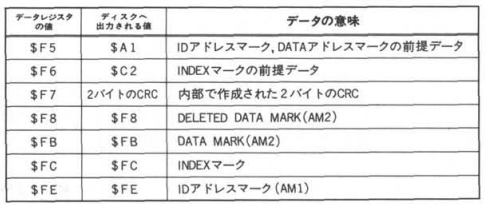 データレジスタの値 ディスクへ出力される値 データの意味
$F5 $A1 IDアドレスマーク,DATAアドレスマークの前提データ
$F6 $C2 INDEXマークの前提データ
$F7 2バイトのCRC 内部で作成された2バイトのCRC
$F8 $F8 DELETED DATA MARK(AM2)
$FB $FB DATA MARK(AM2)
$FC $FC INDEXマーク
$FE $FE IDアドレスマーク(AM1)